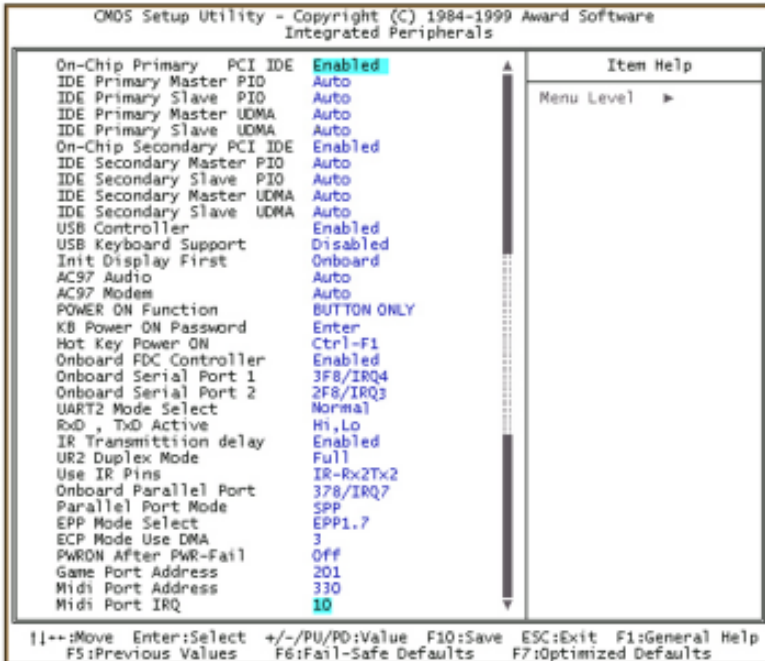 CMOS Setup Utility - Copyright (C) 1984-1999 Award Software
Integrated Peripherals
On-Chip Primary PCI IDE Enabled
Item Help
IDE Primary Master PIO Auto
IDE Primary Slave PIO Auto
Menu Level ►
IDE Primary Master UDMA Auto
IDE Primary Slave UDMA Auto
On-Chip Secondary PCI IDE Enabled
IDE Secondary Master PIO Auto
IDE Secondary Slave PIO Auto
IDE Secondary Master UDMA Auto
IDE Secondary Slave UDMA Auto
USB Controller Enabled
USB Keyboard Support Disabled
Init Display First Onboard
AC97 Audio Auto
AC97 Modem Auto
POWER ON Function BUTTON ONLY
KB Power ON Password Enter
Hot Key Power ON Ctrl-F1
Onboard FDC Controller Enabled
Onboard Serial Port 1 3F8/IRQ4
Onboard Serial Port 2 2F8/IRQ3
UART2 Mode Select Normal
RxD , TxD Active Hi,Lo
IR Transmittiion delay Enabled
UR2 Duplex Mode Full
Use IR Pins IR-Rx2Tx2
Onboard Parallel Port 378/IRQ7
Parallel Port Mode SPP
EPP Mode Select EPP1.7
ECP Mode Use DMA 3
PWRON After PWR-Fail Off
Game Port Address 201
Midi Port Address 330
Midi Port IRQ 10
↑↓←→:Move Enter:Select +/-/PU/PD:Value F10:Save ESC:Exit F1:General Help
F5:Previous Values F6:Fail-Safe Defaults F7:Optimized Defaults